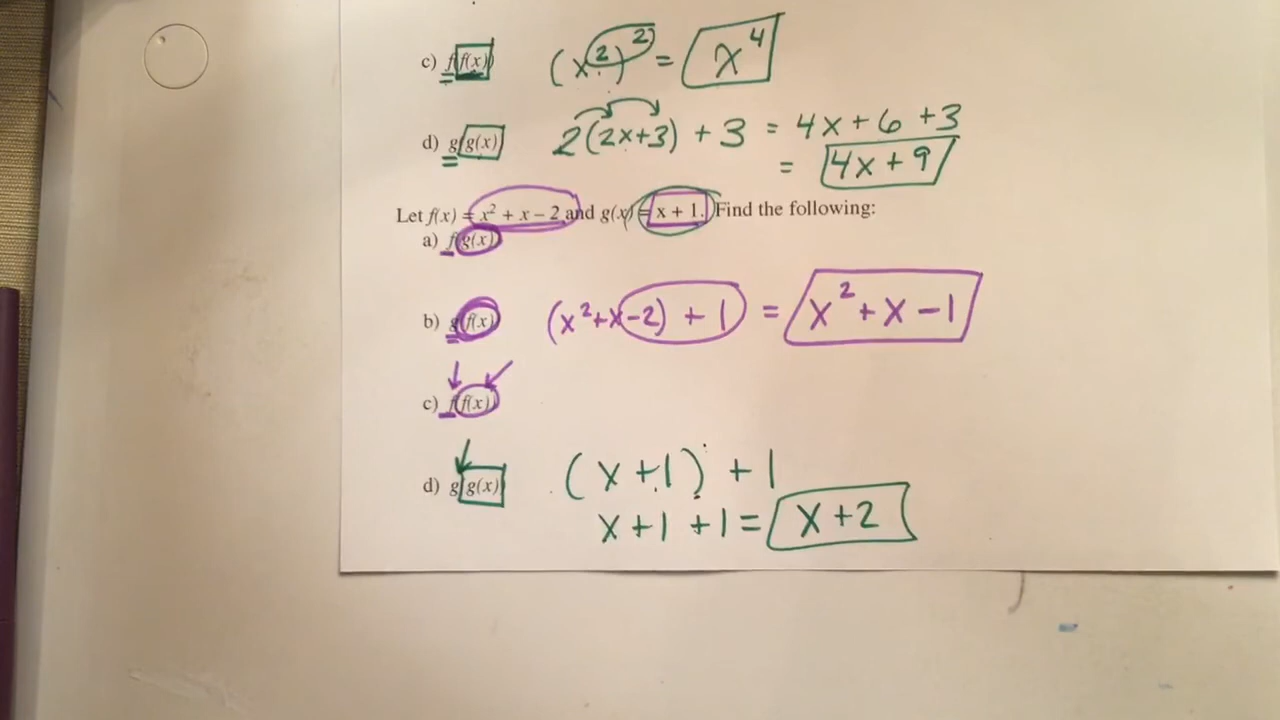 c) f(f(x)) (x²)² = x⁴
d) g(g(x)) 2(2x+3) + 3 = 4x + 6 + 3
= 4x + 9
Let f(x) = x² + x – 2 and g(x) = x + 1. Find the following:
a) f(g(x))
b) g(f(x)) (x²+x-2) + 1 = x² + x - 1
c) f(f(x))
d) g(g(x)) (x+1) + 1
x+1 +1 = x+2